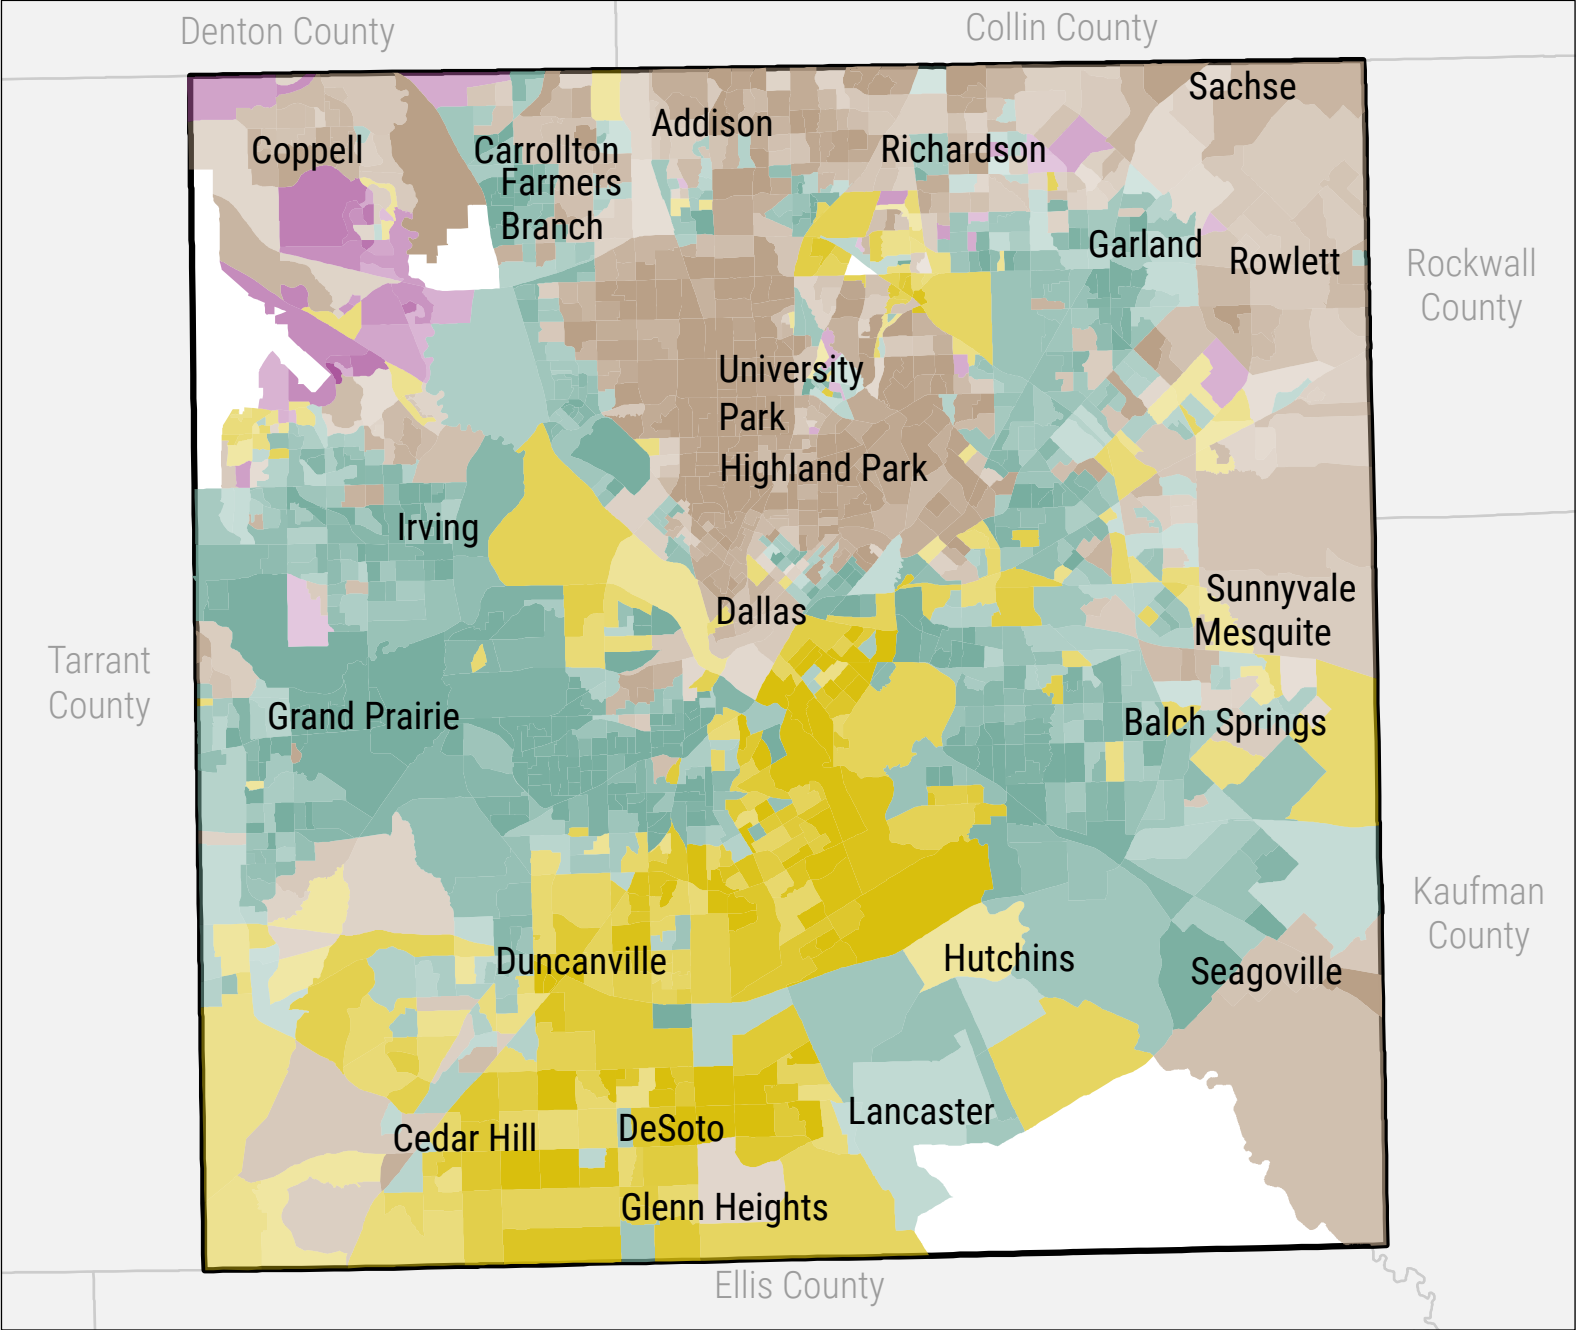 Denton County
Collin County
Sachse
Addison
Coppell
Carrollton
Richardson
Farmers
Branch
Garland
Rowlett
Rockwall
County
University
Park
Highland Park
Irving
Sunnyvale
Dallas
Mesquite
Tarrant
County
Grand Prairie
Balch Springs
Kaufman
County
Duncanville
Hutchins
Seagoville
Lancaster
DeSoto
Cedar Hill
Glenn Heights
Ellis County